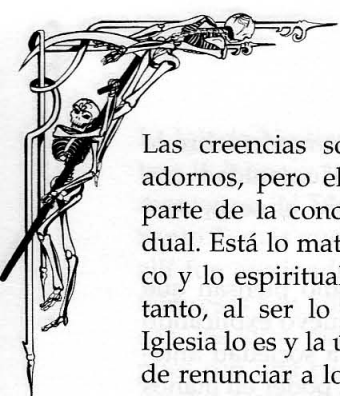 Las creencias so
adornos, pero el
parte de la conc
dual. Está lo mat
co y lo espiritual
tanto, al ser lo
Iglesia lo es y la ú
de renunciar a lo